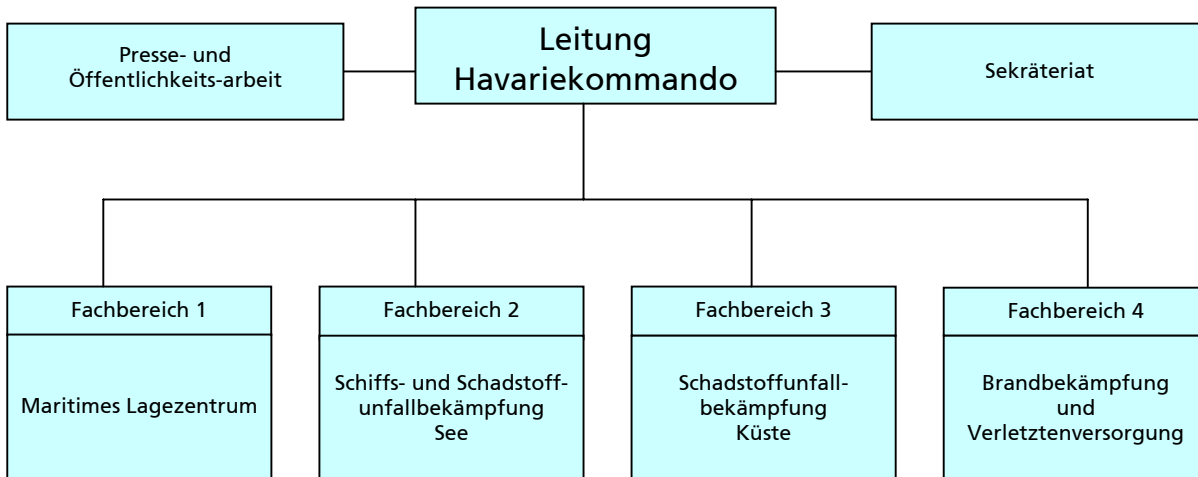 Presse- und
Öffentlichkeits-arbeit
Leitung
Havariekommando
Sekräteriat
Fachbereich 1
Maritimes Lagezentrum
Fachbereich 2
Schiffs- und Schadstoff-
unfallbekämpfung
See
Fachbereich 3
Schadstoffunfall-
bekämpfung
Küste
Fachbereich 4
Brandbekämpfung
und
Verletztenversorgung